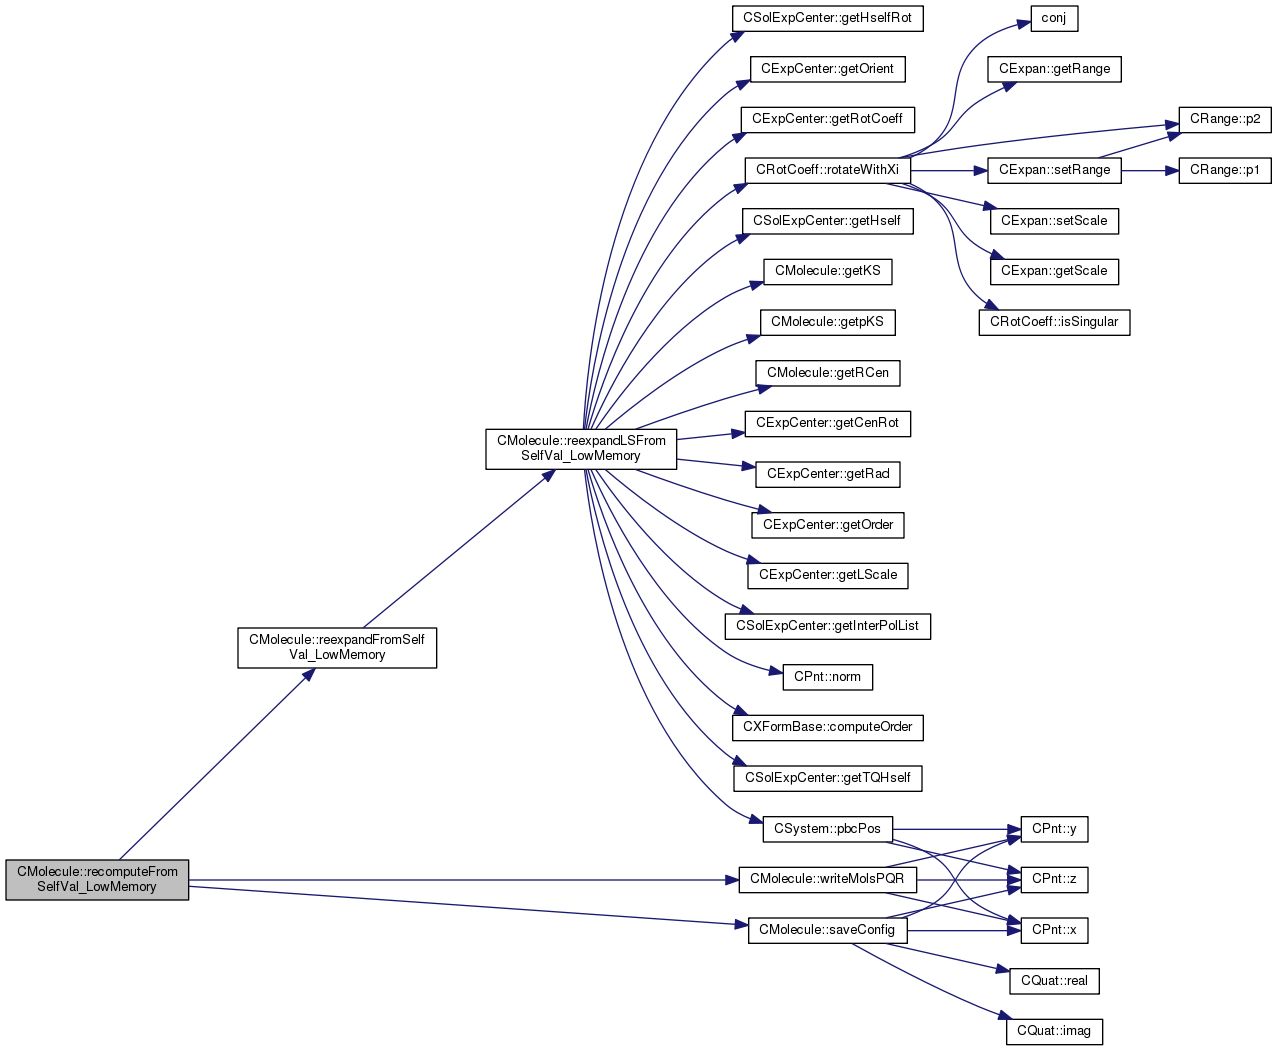 CSolExpCenter::getHselfRot
conj
CExpCenter::getOrient
CExpan::getRange
CExpCenter::getRotCoeff
CRange::p2
CRotCoeff::rotateWithXi
CExpan::setRange
CRange::p1
CSolExpCenter::getHself
CExpan::setScale
CMolecule::getKS
CExpan::getScale
CMolecule::getpKS
CRotCoeff::isSingular
CMolecule::getRCen
CExpCenter::getCenRot
CMolecule::reexpandLSFrom
SelfVal_LowMemory
CExpCenter::getRad
CExpCenter::getOrder
CExpCenter::getLScale
CSolExpCenter::getInterPolList
CMolecule::reexpandFromSelf
Val_LowMemory
CPnt::norm
CXFormBase::computeOrder
CSolExpCenter::getTQHself
CSystem::pbcPos
CPnt::y
CMolecule::recomputeFrom
SelfVal_LowMemory
CMolecule::writeMolsPQR
CPnt::z
CMolecule::saveConfig
CPnt::x
CQuat::real
CQuat::imag